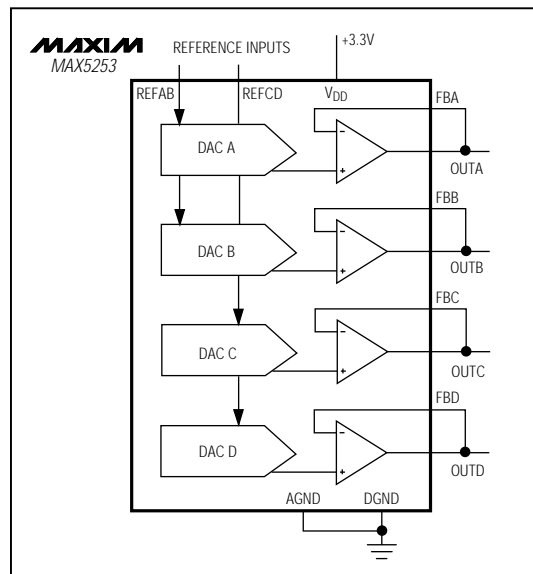 MAXIM
MAX5253
REFERENCE INPUTS
+3.3V
REFAB
REFCD
VDD
FBA
DAC A
-
+
OUTA
FBB
DAC B
-
+
OUTB
FBC
DAC C
-
+
OUTC
FBD
DAC D
-
+
OUTD
AGND
DGND